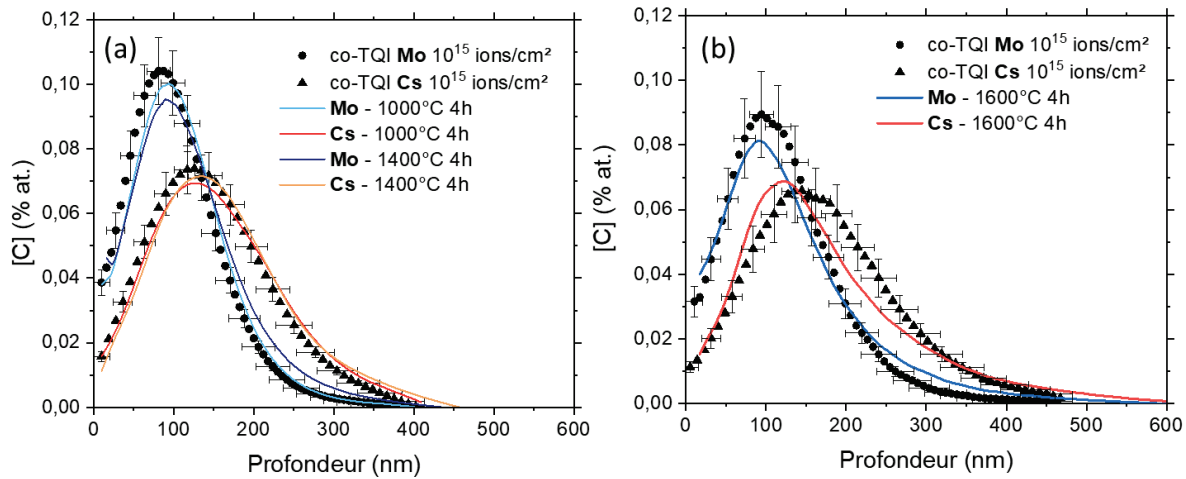 (a)
co-TQI Mo 10¹⁵ ions/cm²
co-TQI Cs 10¹⁵ ions/cm²
Mo - 1000°C 4h
Cs - 1000°C 4h
Mo - 1400°C 4h
Cs - 1400°C 4h
[C] (% at.)
0,12
0,10
0,08
0,06
0,04
0,02
0,00
0 100 200 300 400 500 600
Profondeur (nm)
(b)
co-TQI Mo 10¹⁵ ions/cm²
co-TQI Cs 10¹⁵ ions/cm²
Mo - 1600°C 4h
Cs - 1600°C 4h
[C] (% at.)
0,12
0,10
0,08
0,06
0,04
0,02
0,00
0 100 200 300 400 500 600
Profondeur (nm)